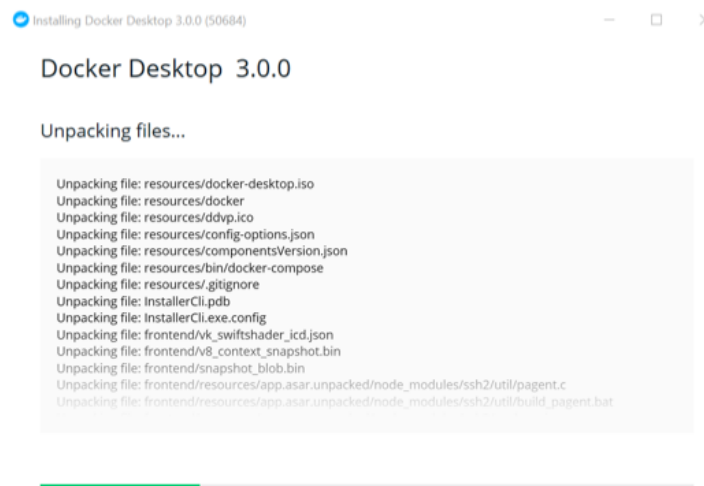 Installing Docker Desktop 3.0.0 (50684)
Docker Desktop 3.0.0
Unpacking files...
Unpacking file: resources/docker-desktop.iso
Unpacking file: resources/docker
Unpacking file: resources/ddvp.ico
Unpacking file: resources/config-options.json
Unpacking file: resources/componentsVersion.json
Unpacking file: resources/bin/docker-compose
Unpacking file: resources/.gitignore
Unpacking file: InstallerCli.pdb
Unpacking file: InstallerCli.exe.config
Unpacking file: frontend/vk_swiftshader_icd.json
Unpacking file: frontend/v8_context_snapshot.bin
Unpacking file: frontend/snapshot_blob.bin
Unpacking file: frontend/resources/app.asar.unpacked/node_modules/ssh2/util/pagent.c
Unpacking file: frontend/resources/app.asar.unpacked/node_modules/ssh2/util/build_pagent.bat